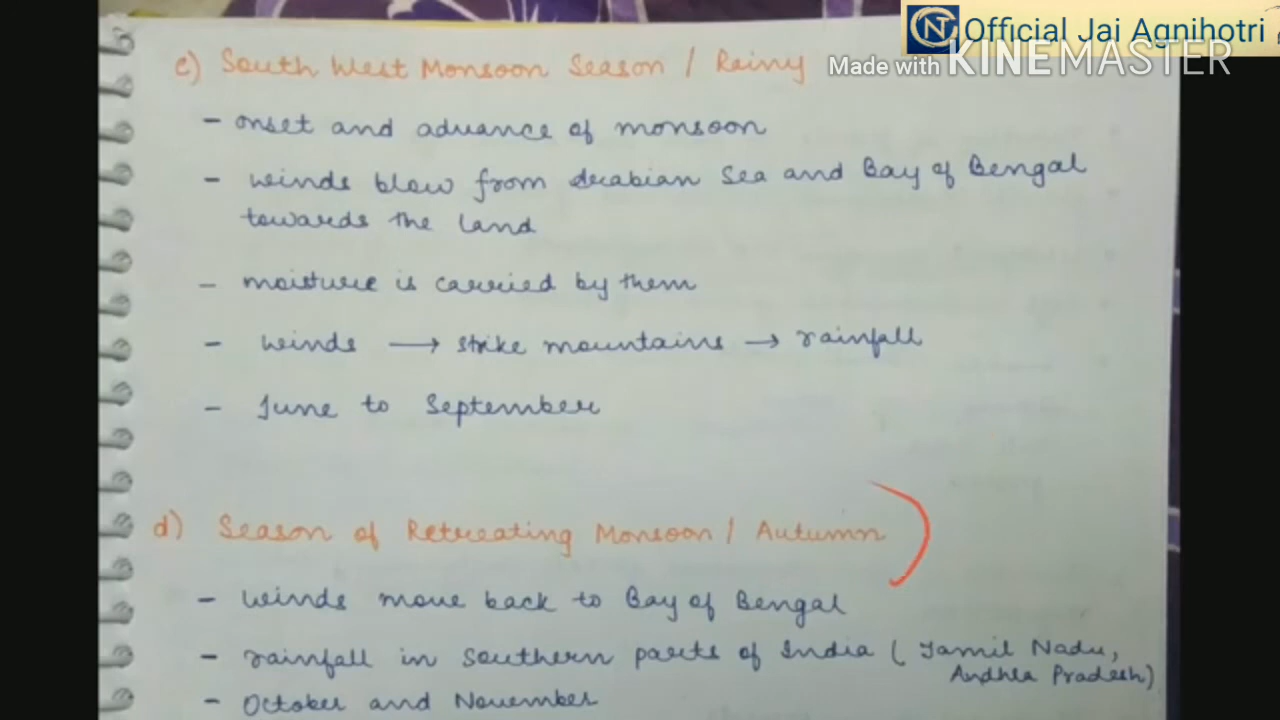 Official Jai Agnihotri
Made with KINEMASTER
c) South West Monsoon Season / Rainy
- onset and advance of monsoon
- winds blow from Arabian Sea and Bay of Bengal
towards the land
- moisture is carried by them
- winds → strike mountains → rainfall
- June to September
d) Season of Retreating Monsoon / Autumn
- winds move back to Bay of Bengal
- rainfall in southern parts of India (Tamil Nadu,
Andhra Pradesh)
- October and November